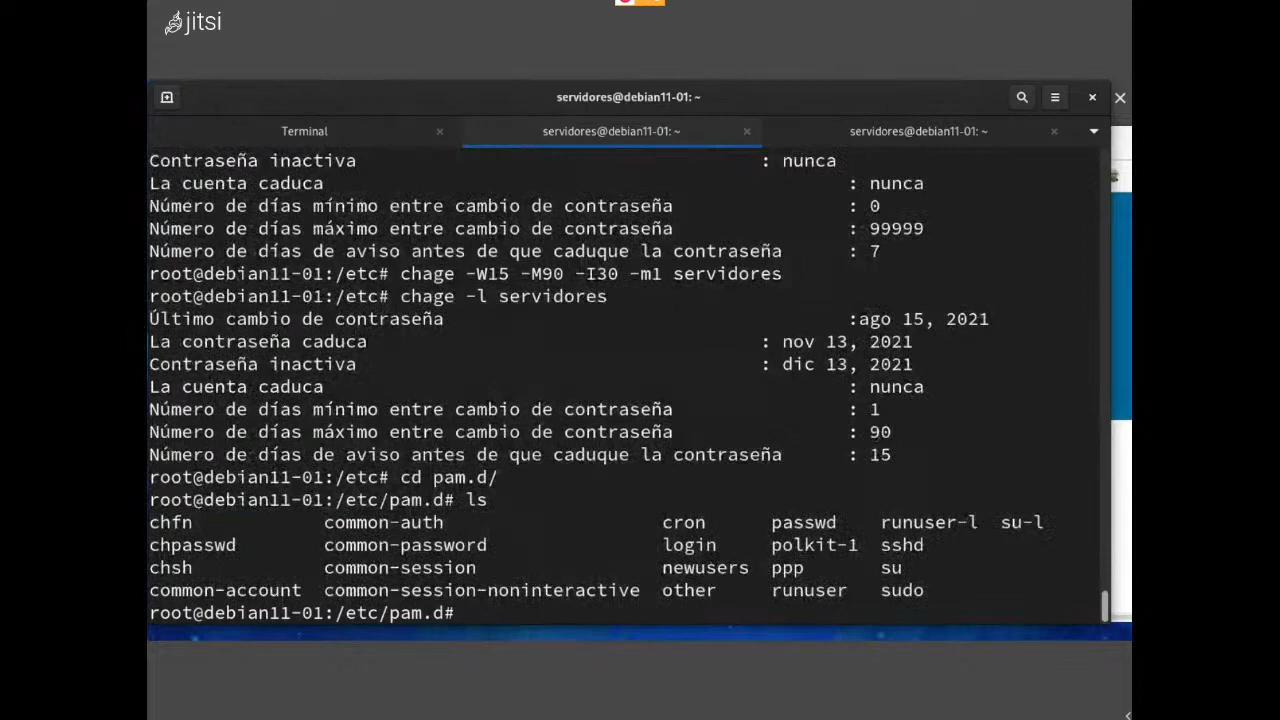 jitsi
servidores@debian11-01: ~
Terminal
servidores@debian11-01: ~
servidores@debian11-01: ~
Contraseña inactiva : nunca
La cuenta caduca : nunca
Número de días mínimo entre cambio de contraseña : 0
Número de días máximo entre cambio de contraseña : 99999
Número de días de aviso antes de que caduque la contraseña : 7
root@debian11-01:/etc# chage -W15 -M90 -I30 -m1 servidores
root@debian11-01:/etc# chage -l servidores
Último cambio de contraseña :ago 15, 2021
La contraseña caduca : nov 13, 2021
Contraseña inactiva : dic 13, 2021
La cuenta caduca : nunca
Número de días mínimo entre cambio de contraseña : 1
Número de días máximo entre cambio de contraseña : 90
Número de días de aviso antes de que caduque la contraseña : 15
root@debian11-01:/etc# cd pam.d/
root@debian11-01:/etc/pam.d# ls
chfn common-auth cron passwd runuser-l su-l
chpasswd common-password login polkit-1 sshd
chsh common-session newusers ppp su
common-account common-session-noninteractive other runuser sudo
root@debian11-01:/etc/pam.d#